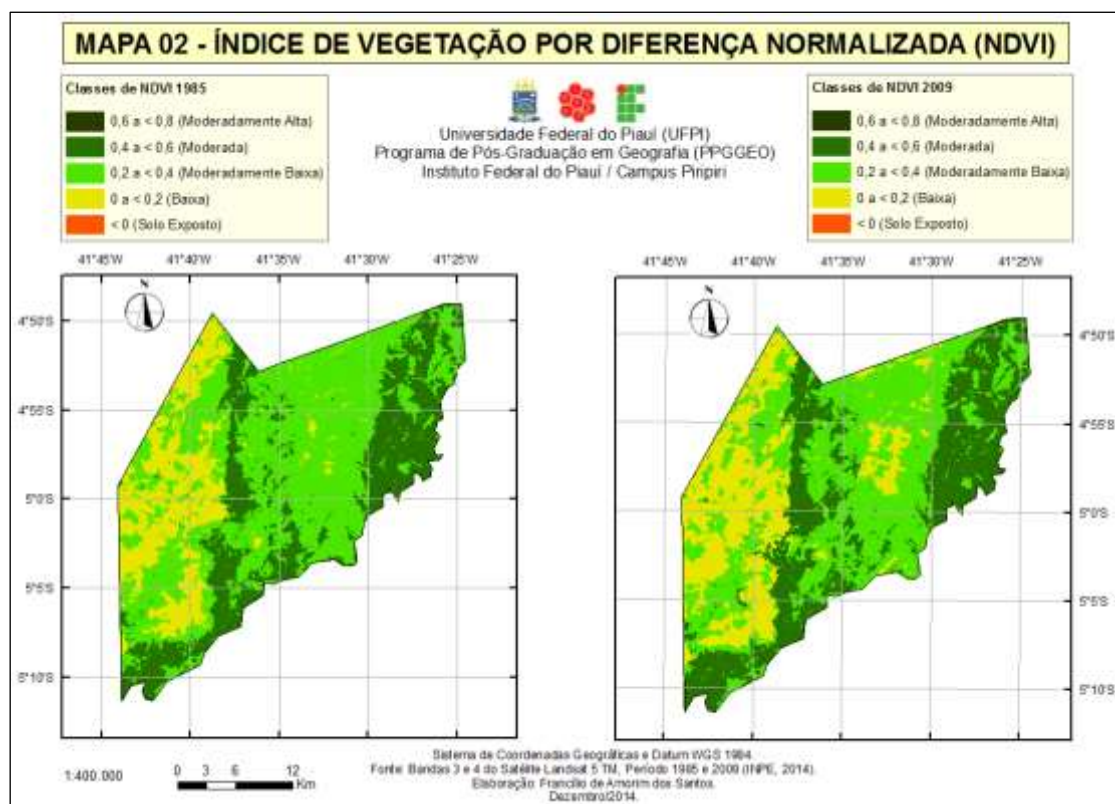 MAPA 02 - ÍNDICE DE VEGETAÇÃO POR DIFERENÇA NORMALIZADA (NDVI)
Classes de NDVI 1985
0,6 a < 0,8 (Moderadamente Alta)
0,4 a < 0,6 (Moderada)
0,2 a < 0,4 (Moderadamente Baixa)
0 a < 0,2 (Baixa)
< 0 (Solo Exposto)
Universidade Federal do Piauí (UFPI)
Programa de Pós-Graduação em Geografia (PPGGEO)
Instituto Federal do Piauí / Campus Piripiri
Classes de NDVI 2009
0,6 a < 0,8 (Moderadamente Alta)
0,4 a < 0,6 (Moderada)
0,2 a < 0,4 (Moderadamente Baixa)
0 a < 0,2 (Baixa)
< 0 (Solo Exposto)
41°45'W 41°40'W 41°35'W 41°30'W 41°25'W
N
4°50'S
4°55'S
5°0'S
5°5'S
5°10'S
41°45'W 41°40'W 41°35'W 41°30'W 41°25'W
N
4°50'S
4°55'S
5°0'S
5°5'S
5°10'S
1:400.000
0 3 6 12
Km
Sistema de Coordenadas Geográficas e Datum WGS 1984.
Fonte: Bandas 3 e 4 do Satélite Landsat 5 TM, Período 1985 e 2009 (INPE, 2014).
Elaboração: Francílio de Amorim dos Santos.
Dezembro/2014.